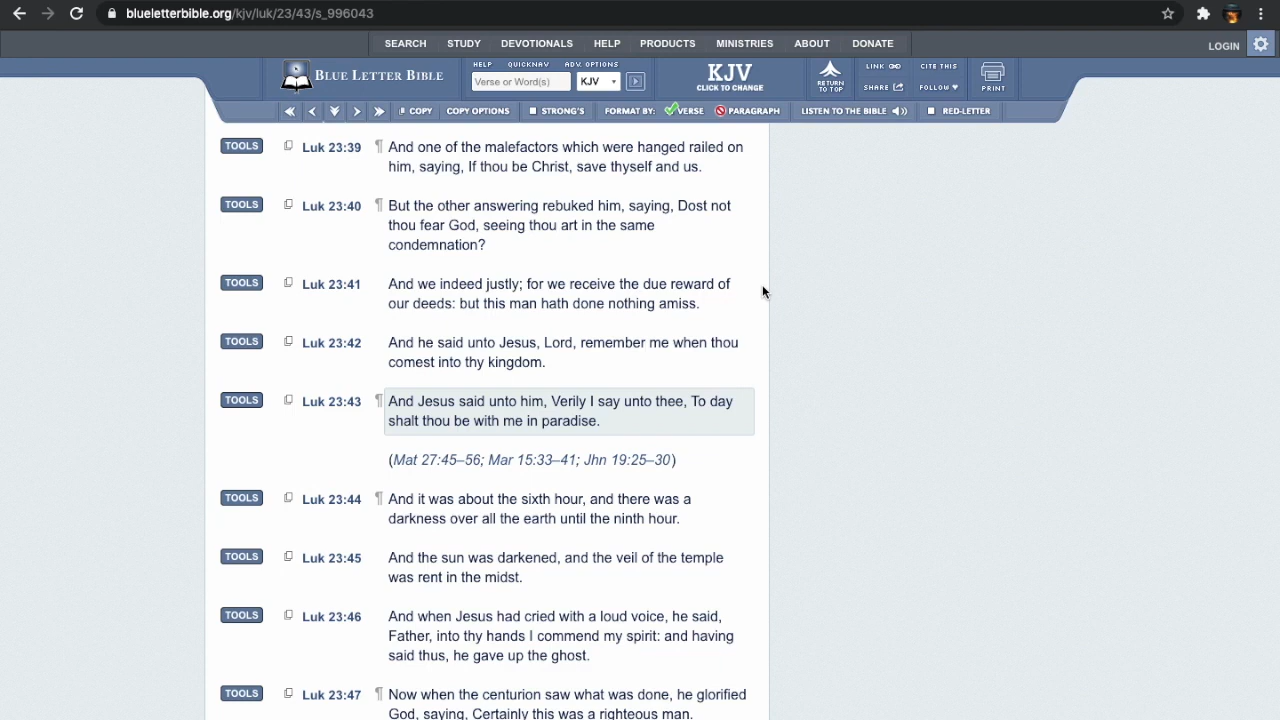 blueletterbible.org/kjv/luk/23/43/s_996043
SEARCH STUDY DEVOTIONALS HELP PRODUCTS MINISTRIES ABOUT DONATE
LOGIN
BLUE LETTER BIBLE
HELP QUICKNAV ADV. OPTIONS
Verse or Word(s) KJV
KJV
CLICK TO CHANGE
RETURN
TO TOP
LINK CITE THIS
SHARE FOLLOW
PRINT
COPY COPY OPTIONS STRONG'S FORMAT BY: VERSE PARAGRAPH LISTEN TO THE BIBLE RED-LETTER
TOOLS Luk 23:39 ¶ And one of the malefactors which were hanged railed on
him, saying, If thou be Christ, save thyself and us.
TOOLS Luk 23:40 ¶ But the other answering rebuked him, saying, Dost not
thou fear God, seeing thou art in the same
condemnation?
TOOLS Luk 23:41 And we indeed justly; for we receive the due reward of
our deeds: but this man hath done nothing amiss.
TOOLS Luk 23:42 And he said unto Jesus, Lord, remember me when thou
comest into thy kingdom.
TOOLS Luk 23:43 ¶ And Jesus said unto him, Verily I say unto thee, To day
shalt thou be with me in paradise.
(Mat 27:45–56; Mar 15:33–41; Jhn 19:25–30)
TOOLS Luk 23:44 ¶ And it was about the sixth hour, and there was a
darkness over all the earth until the ninth hour.
TOOLS Luk 23:45 And the sun was darkened, and the veil of the temple
was rent in the midst.
TOOLS Luk 23:46 And when Jesus had cried with a loud voice, he said,
Father, into thy hands I commend my spirit: and having
said thus, he gave up the ghost.
TOOLS Luk 23:47 ¶ Now when the centurion saw what was done, he glorified
God, saying, Certainly this was a righteous man.